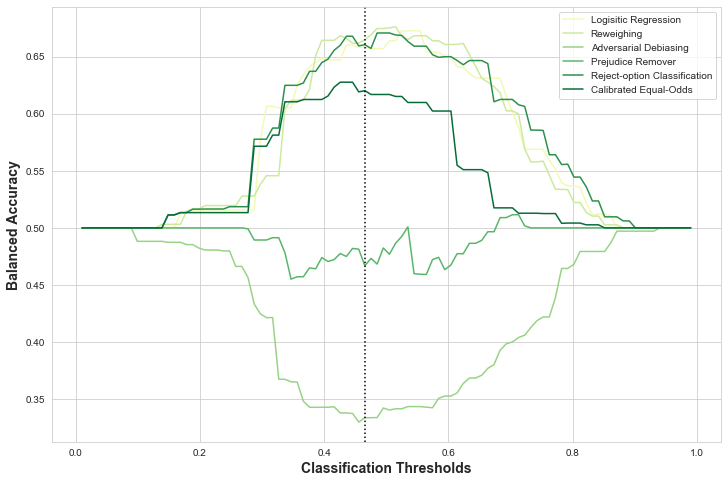 Logisitic Regression
Reweighing
Adversarial Debiasing
Prejudice Remover
Reject-option Classification
Calibrated Equal-Odds
Balanced Accuracy
0.65
0.60
0.55
0.50
0.45
0.40
0.35
0.0 0.2 0.4 0.6 0.8 1.0
Classification Thresholds